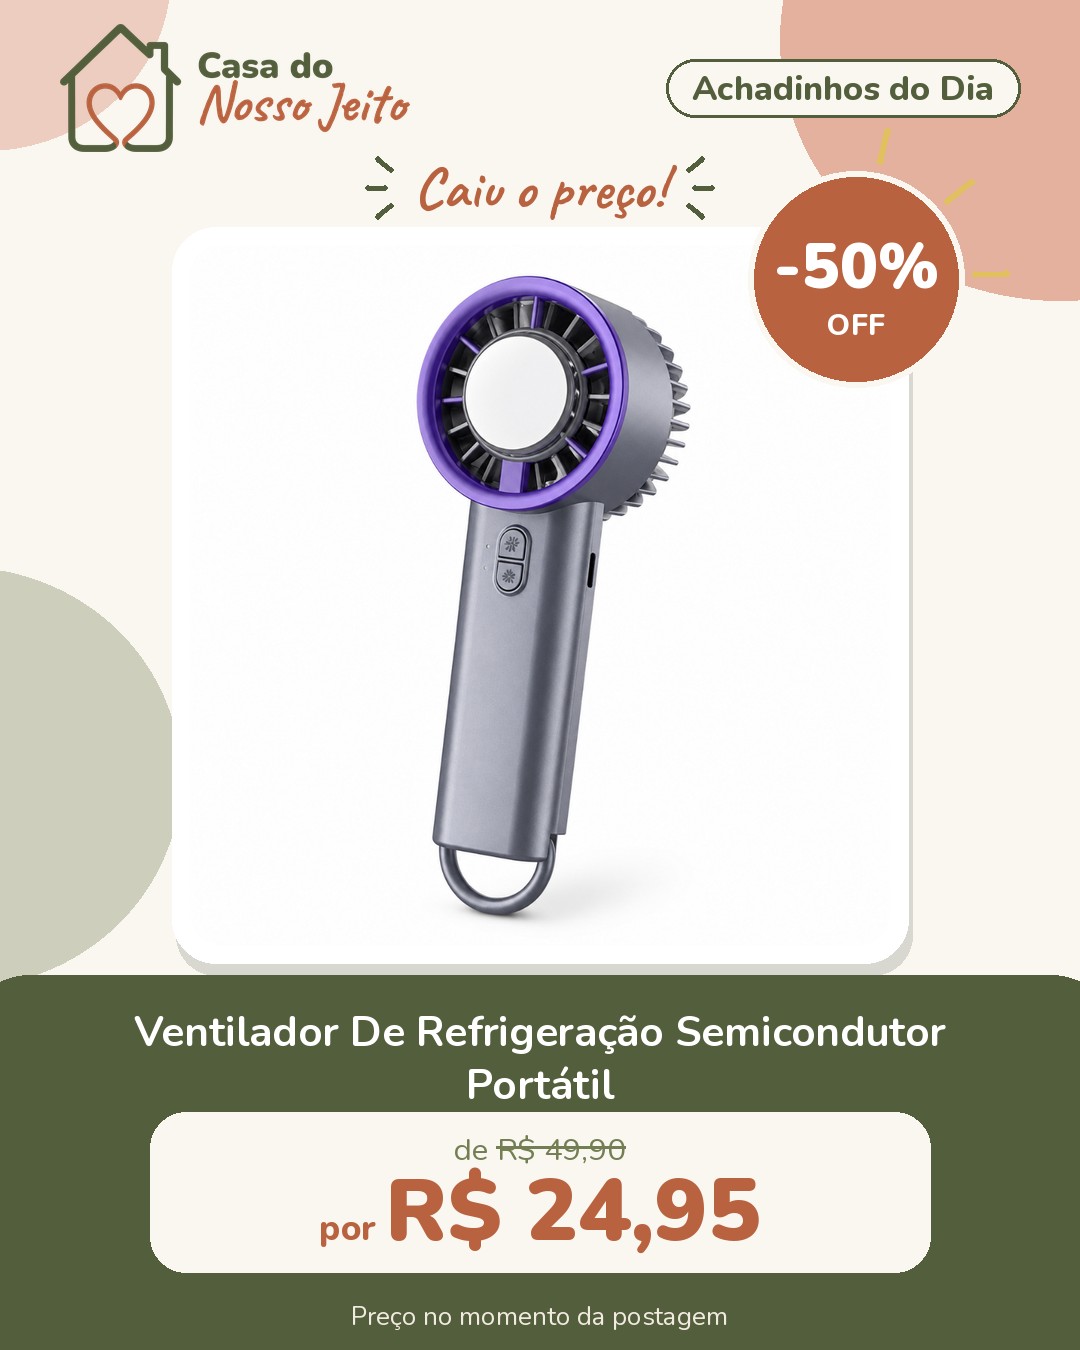 Casa do
Nosso Jeito
Achadinhos do Dia
Caiu o preço!
-50%
OFF
Ventilador De Refrigeração Semicondutor
Portátil
de R$ 49,90
por R$ 24,95
Preço no momento da postagem